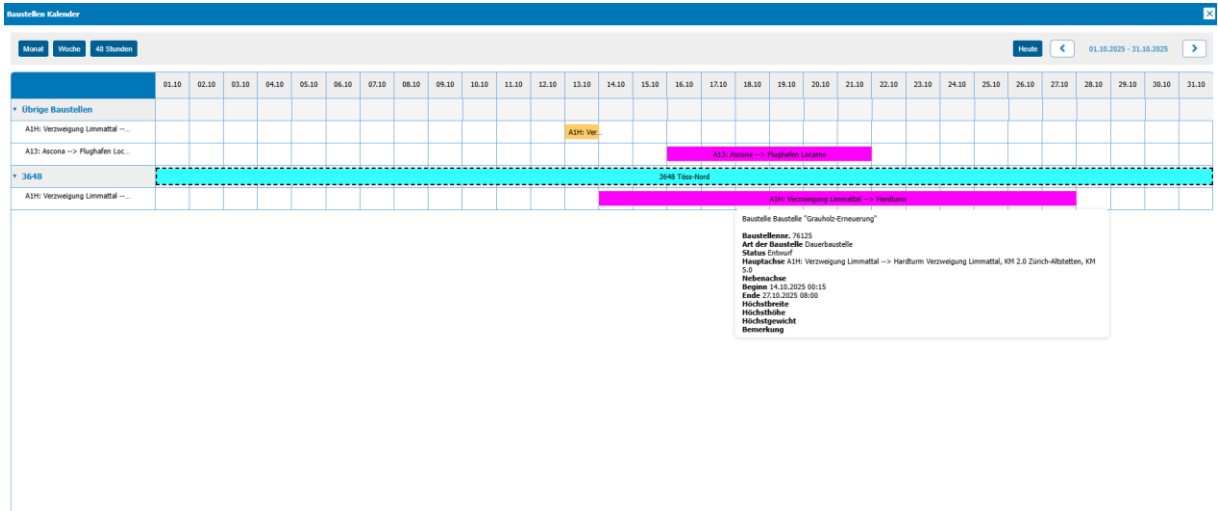 Baustellen Kalender
Monat Woche 48 Stunden Heute 01.10.2025 - 31.10.2025
01.10 02.10 03.10 04.10 05.10 06.10 07.10 08.10 09.10 10.10 11.10 12.10 13.10 14.10 15.10 16.10 17.10 18.10 19.10 20.10 21.10 22.10 23.10 24.10 25.10 26.10 27.10 28.10 29.10 30.10 31.10
Übrige Baustellen
A1H: Verzweigung Limmattal --... A1H: Ver...
A13: Ascona --> Flughafen Loc... A13: Ascona --> Flughafen Locarno
3648 3648 Töss-Nord
A1H: Verzweigung Limmattal --... A1H: Verzweigung Limmattal --> Hardturm
Baustelle Baustelle "Grauholz-Erneuerung"
Baustellennr. 76125
Art der Baustelle Dauerbaustelle
Status Entwurf
Hauptachse A1H: Verzweigung Limmattal --> Hardturm Verzweigung Limmattal, KM 2.0 Zürich-Altstetten, KM
5.0
Nebenachse
Beginn 14.10.2025 00:15
Ende 27.10.2025 08:00
Höchstbreite
Höchsthöhe
Höchstgewicht
Bemerkung